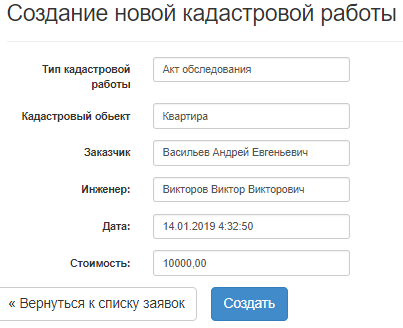 Создание новой кадастровой работы
Тип кадастровой работы
Акт обследования
Кадастровый обьект
Квартира
Заказчик
Васильев Андрей Евгеньевич
Инженер:
Викторов Виктор Викторович
Дата:
14.01.2019 4:32:50
Стоимость:
10000,00
« Вернуться к списку заявок
Создать